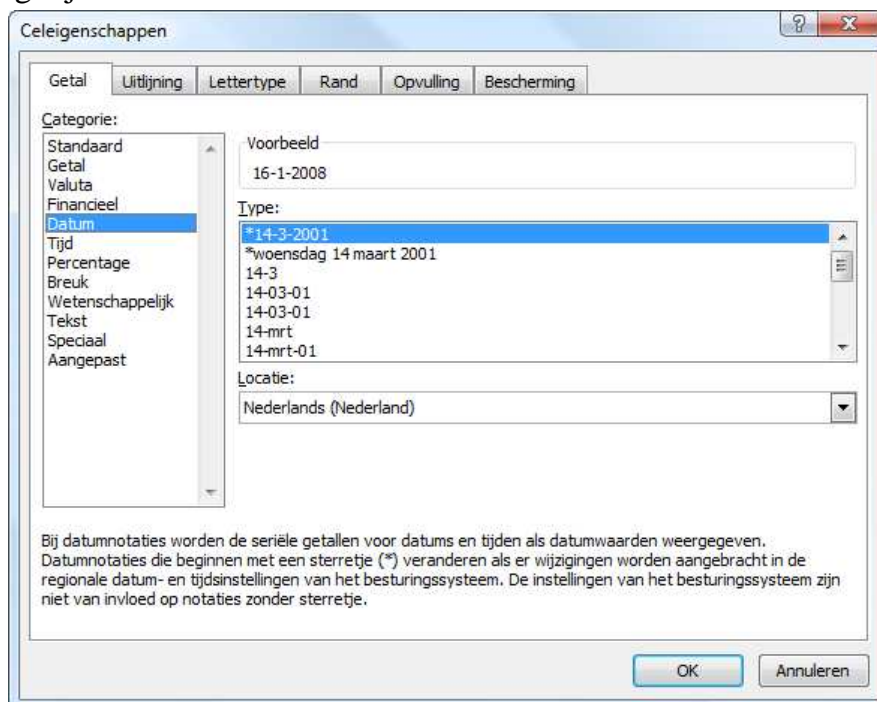 Celeigenschappen
Getal Uitlijning Lettertype Rand Opvulling Bescherming
Categorie:
Standaard
Getal
Valuta
Financieel
Datum
Tijd
Percentage
Breuk
Wetenschappelijk
Tekst
Speciaal
Aangepast
Voorbeeld
16-1-2008
Type:
*14-3-2001
*woensdag 14 maart 2001
14-3
14-03-01
14-03-01
14-mrt
14-mrt-01
Locatie:
Nederlands (Nederland)
Bij datumnotaties worden de seriële getallen voor datums en tijden als datumwaarden weergegeven.
Datumnotaties die beginnen met een sterretje (*) veranderen als er wijzigingen worden aangebracht in de
regionale datum- en tijdsinstellingen van het besturingssysteem. De instellingen van het besturingssysteem zijn
niet van invloed op notaties zonder sterretje.
OK Annuleren